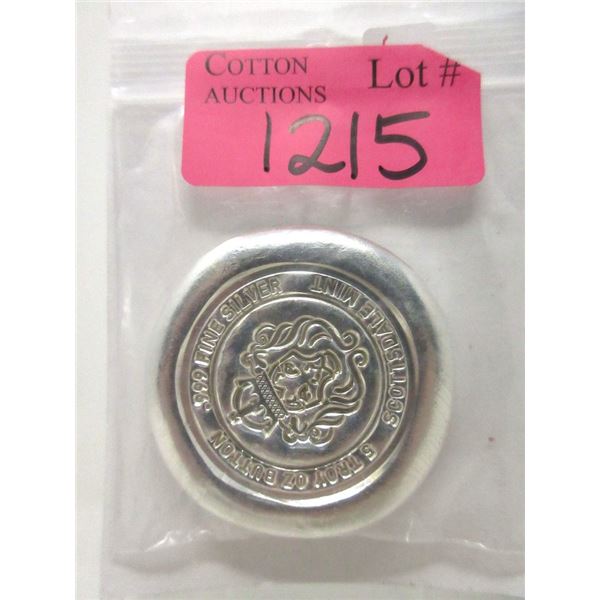 COTTON
AUCTIONS
Lot #
1215
SCOTTSDALE MINT
.999 FINE SILVER
5 TROY OZ BUTTON